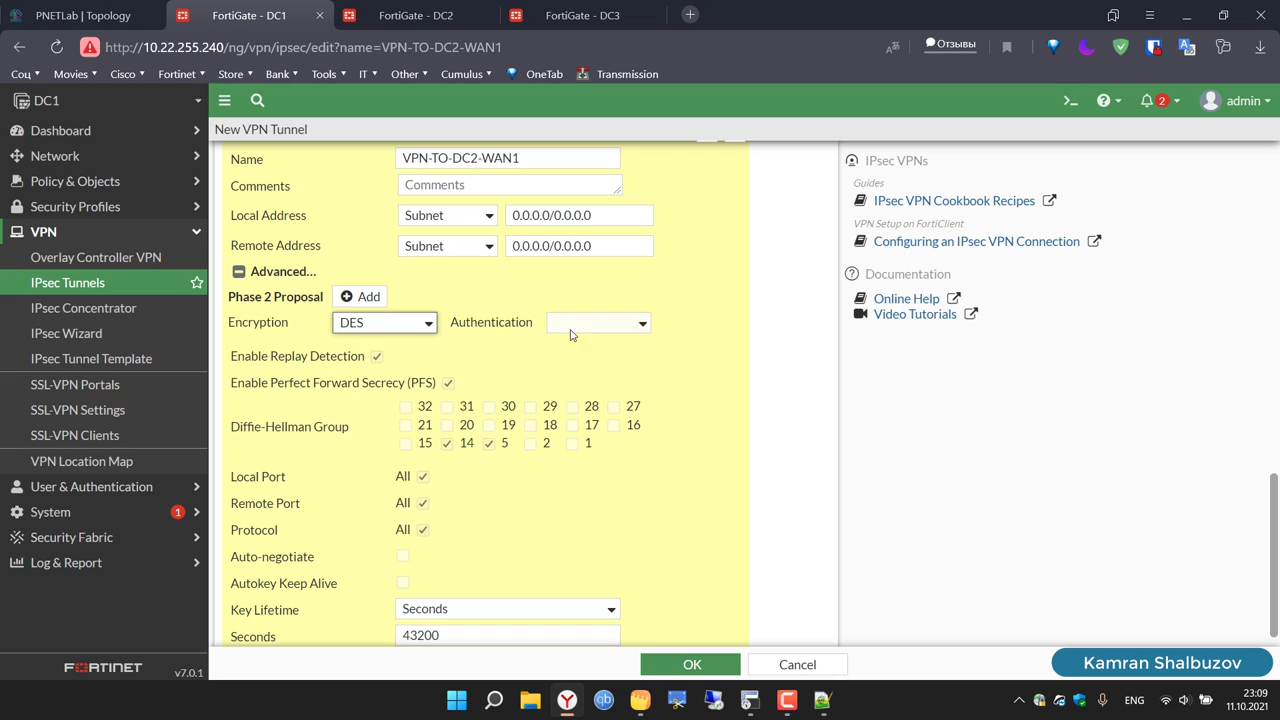 PNETLab | Topology
FortiGate - DC1
FortiGate - DC2
FortiGate - DC3
http://10.22.255.240/ng/vpn/ipsec/edit?name=VPN-TO-DC2-WAN1
Отзывы
Соц Movies Cisco Fortinet Store Bank Tools IT Other Cumulus OneTab Transmission
DC1
2 admin
Dashboard
Network
Policy & Objects
Security Profiles
VPN
Overlay Controller VPN
IPsec Tunnels
IPsec Concentrator
IPsec Wizard
IPsec Tunnel Template
SSL-VPN Portals
SSL-VPN Settings
SSL-VPN Clients
VPN Location Map
User & Authentication
System 1
Security Fabric
Log & Report
FORTINET v7.0.1
New VPN Tunnel
Name VPN-TO-DC2-WAN1
Comments Comments
Local Address Subnet 0.0.0.0/0.0.0.0
Remote Address Subnet 0.0.0.0/0.0.0.0
Advanced...
Phase 2 Proposal Add
Encryption DES Authentication
Enable Replay Detection
Enable Perfect Forward Secrecy (PFS)
32 31 30 29 28 27
Diffie-Hellman Group 21 20 19 18 17 16
15 14 5 2 1
Local Port All
Remote Port All
Protocol All
Auto-negotiate
Autokey Keep Alive
Key Lifetime Seconds
Seconds 43200
OK Cancel
IPsec VPNs
Guides
IPsec VPN Cookbook Recipes
VPN Setup on FortiClient
Configuring an IPsec VPN Connection
Documentation
Online Help
Video Tutorials
Kamran Shalbuzov
ENG
23:09
11.10.2021